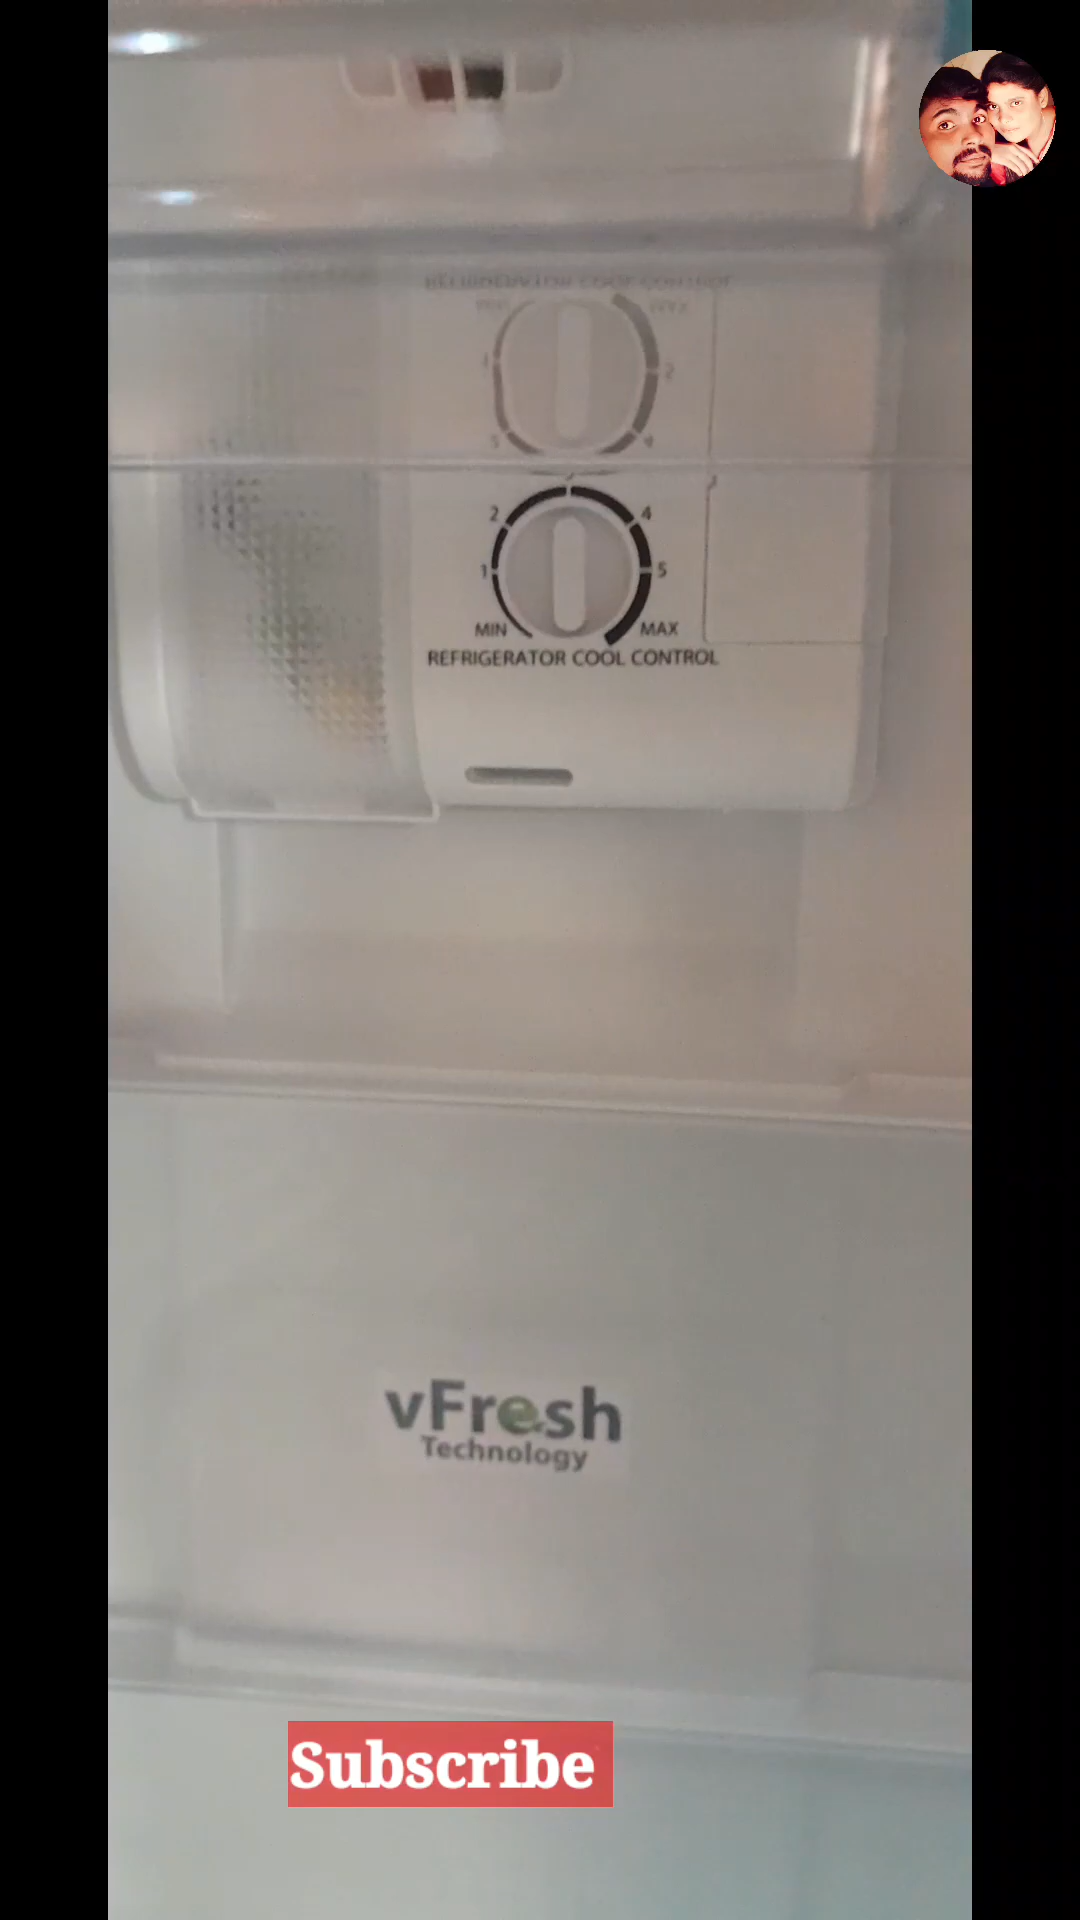 2 4
1 5
MIN MAX
REFRIGERATOR COOL CONTROL
vFresh
Technology
Subscribe